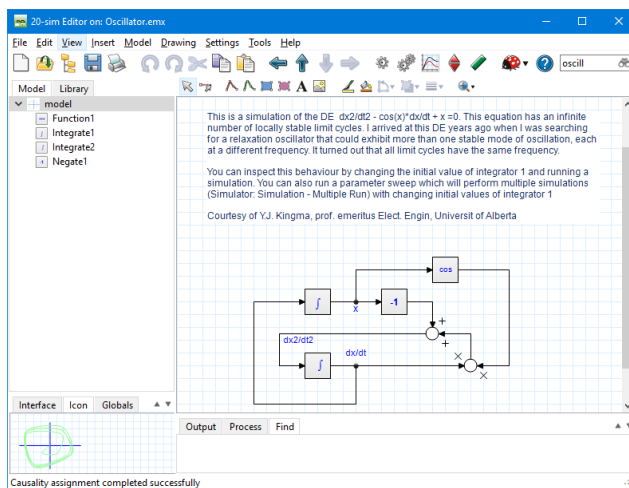 20-sim Editor on: Oscillator.emx
File Edit View Insert Model Drawing Settings Tools Help
oscill
Model Library
A
model
Function1
Integrate1
Integrate2
Negate1
This is a simulation of the DE dx2/dt2 - cos(x)*dx/dt + x =0. This equation has an infinite
number of locally stable limit cycles. I arrived at this DE years ago when I was searching
for a relaxation oscillator that could exhibit more than one stable mode of oscillation, each
at a different frequency. It turned out that all limit cycles have the same frequency.
You can inspect this behaviour by changing the initial value of integrator 1 and running a
simulation. You can also run a parameter sweep which will perform multiple simulations
(Simulator: Simulation - Multiple Run) with changing initial values of integrator 1
Courtesy of Y.J. Kingma, prof. emeritus Elect. Engin, Universit of Alberta
cos
∫ x -1
+
+
dx2/dt2
∫ dx/dt
×
×
Interface Icon Globals
Output Process Find
Causality assignment completed successfully